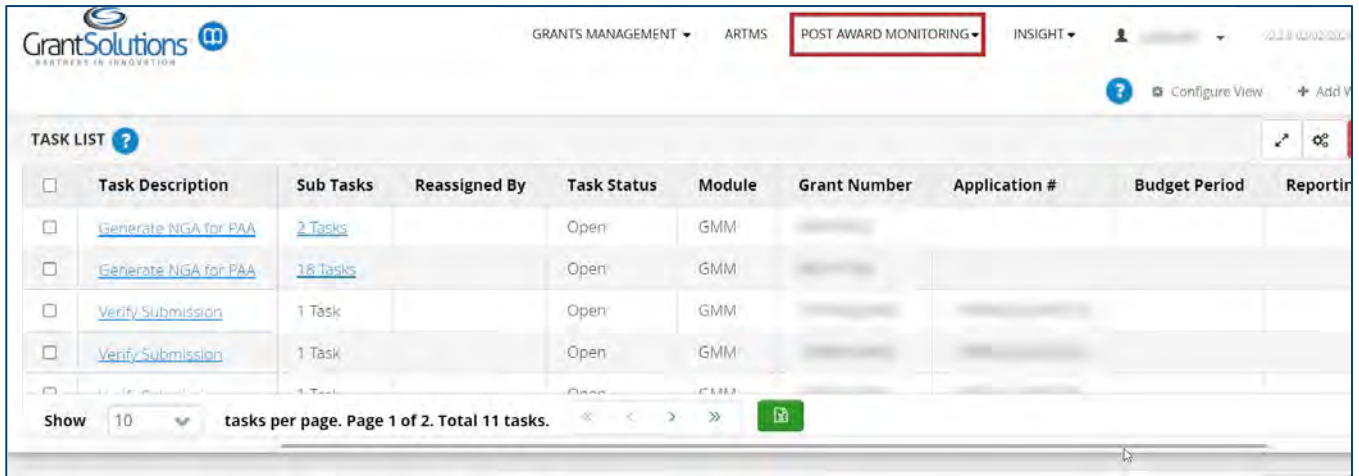 GrantSolutions
PARTNERS IN INNOVATION
GRANTS MANAGEMENT ARTMS POST AWARD MONITORING INSIGHT
? Configure View + Add
TASK LIST ?
Task Description Sub Tasks Reassigned By Task Status Module Grant Number Application # Budget Period Reportin
Generate NGA for PAA 2 Tasks Open GMM
Generate NGA for PAA 18 Tasks Open GMM
Verify Submission 1 Task Open GMM
Verify Submission 1 Task Open GMM
Show 10 tasks per page. Page 1 of 2. Total 11 tasks. « < > »